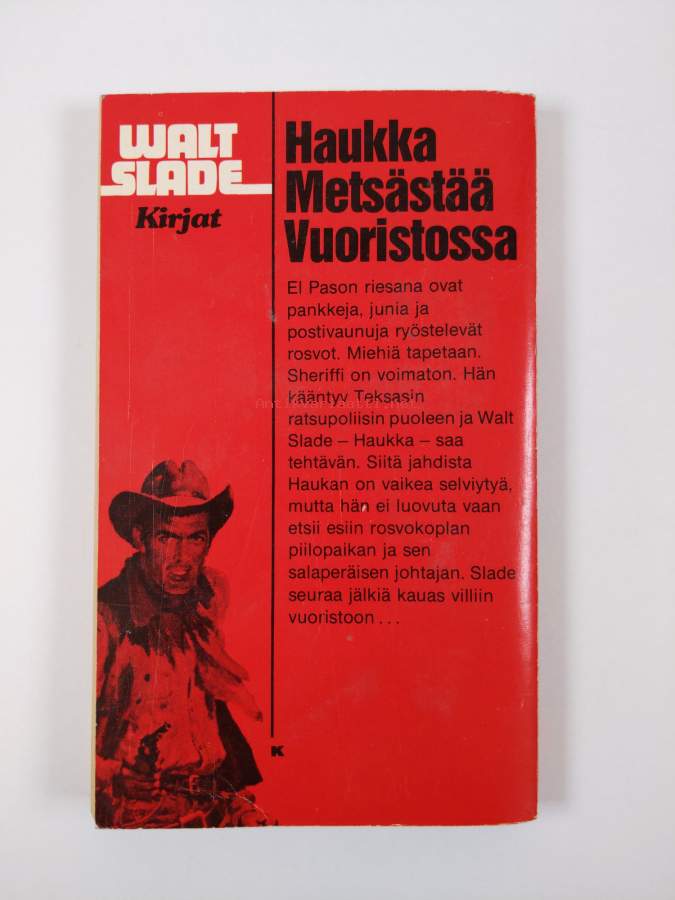 WALT
SLADE
Kirjat
Haukka
Metsästää
Vuoristossa
El Pason riesana ovat
pankkeja, junia ja
postivaunuja ryöstelevät
rosvot. Miehiä tapetaan.
Sheriffi on voimaton. Hän
kääntyy Teksasin
ratsupoliisin puoleen ja Walt
Slade – Haukka – saa
tehtävän. Siitä jahdista
Haukan on vaikea selviytyä,
mutta hän ei luovuta vaan
etsii esiin rosvokoplan
piilopaikan ja sen
salaperäisen johtajan. Slade
seuraa jälkiä kauas villiin
vuoristoon . . .
K
Antikvariaatti.net